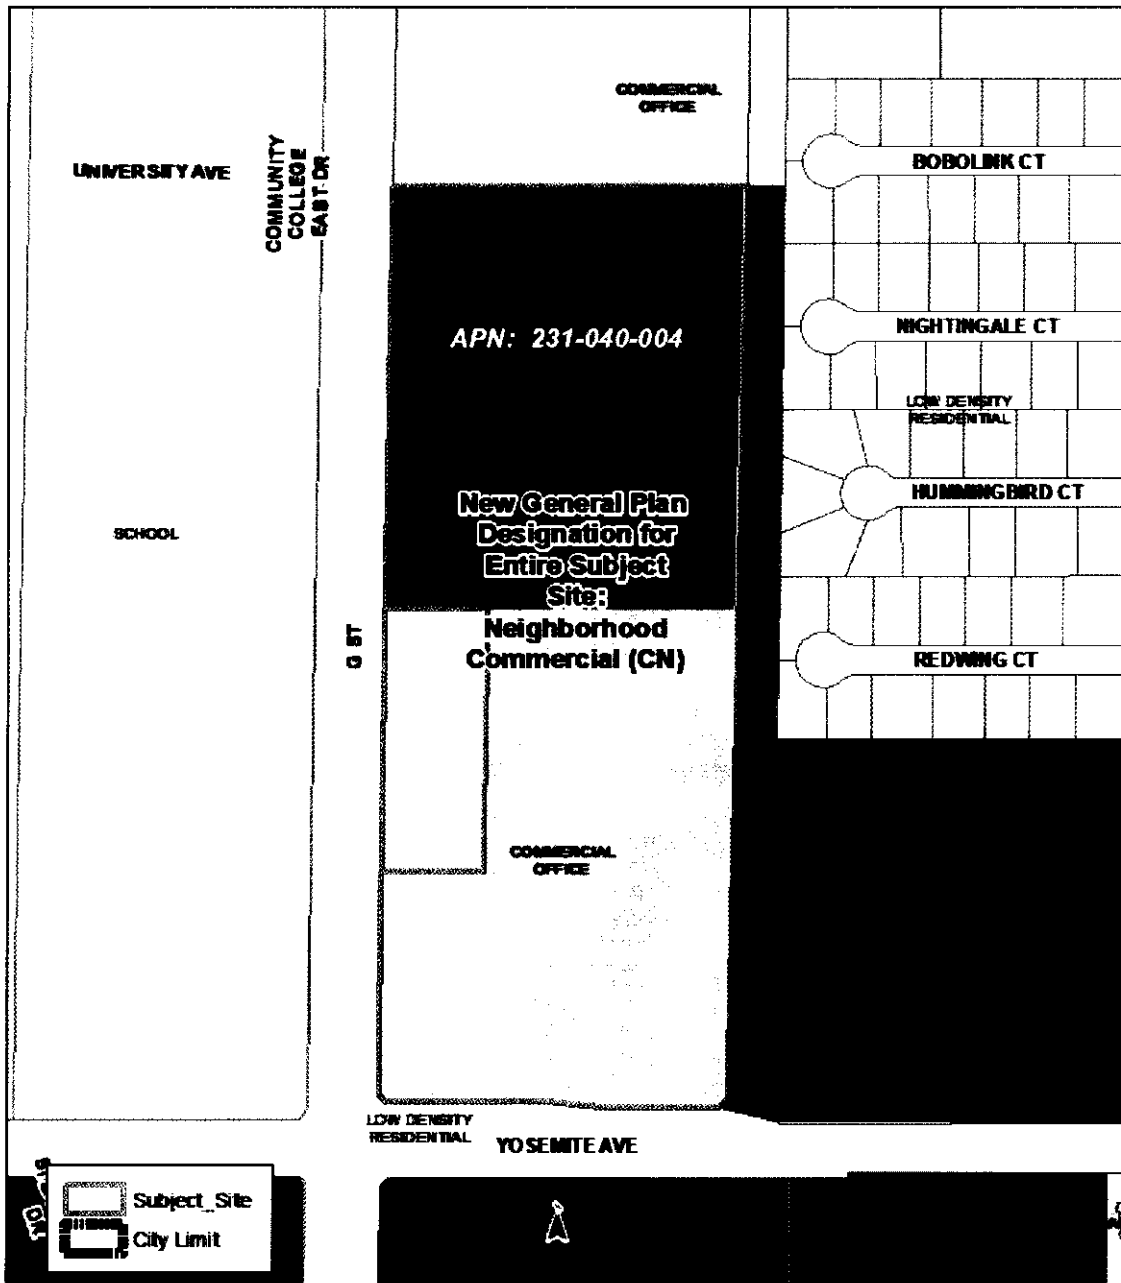 COMMERCIAL
OFFICE
UNIVERSITY AVE
COMMUNITY
COLLEGE
EAST DR
BOBOLINK CT
APN: 231-040-004
NIGHTINGALE CT
LOW DENSITY
RESIDENTIAL
New General Plan
Designation for
Entire Subject
Site:
Neighborhood
Commercial (CN)
HUMMINGBIRD CT
SCHOOL
G ST
REDWING CT
COMMERCIAL
OFFICE
LOW DENSITY
RESIDENTIAL
YOSEMITE AVE
Subject_Site
City Limit